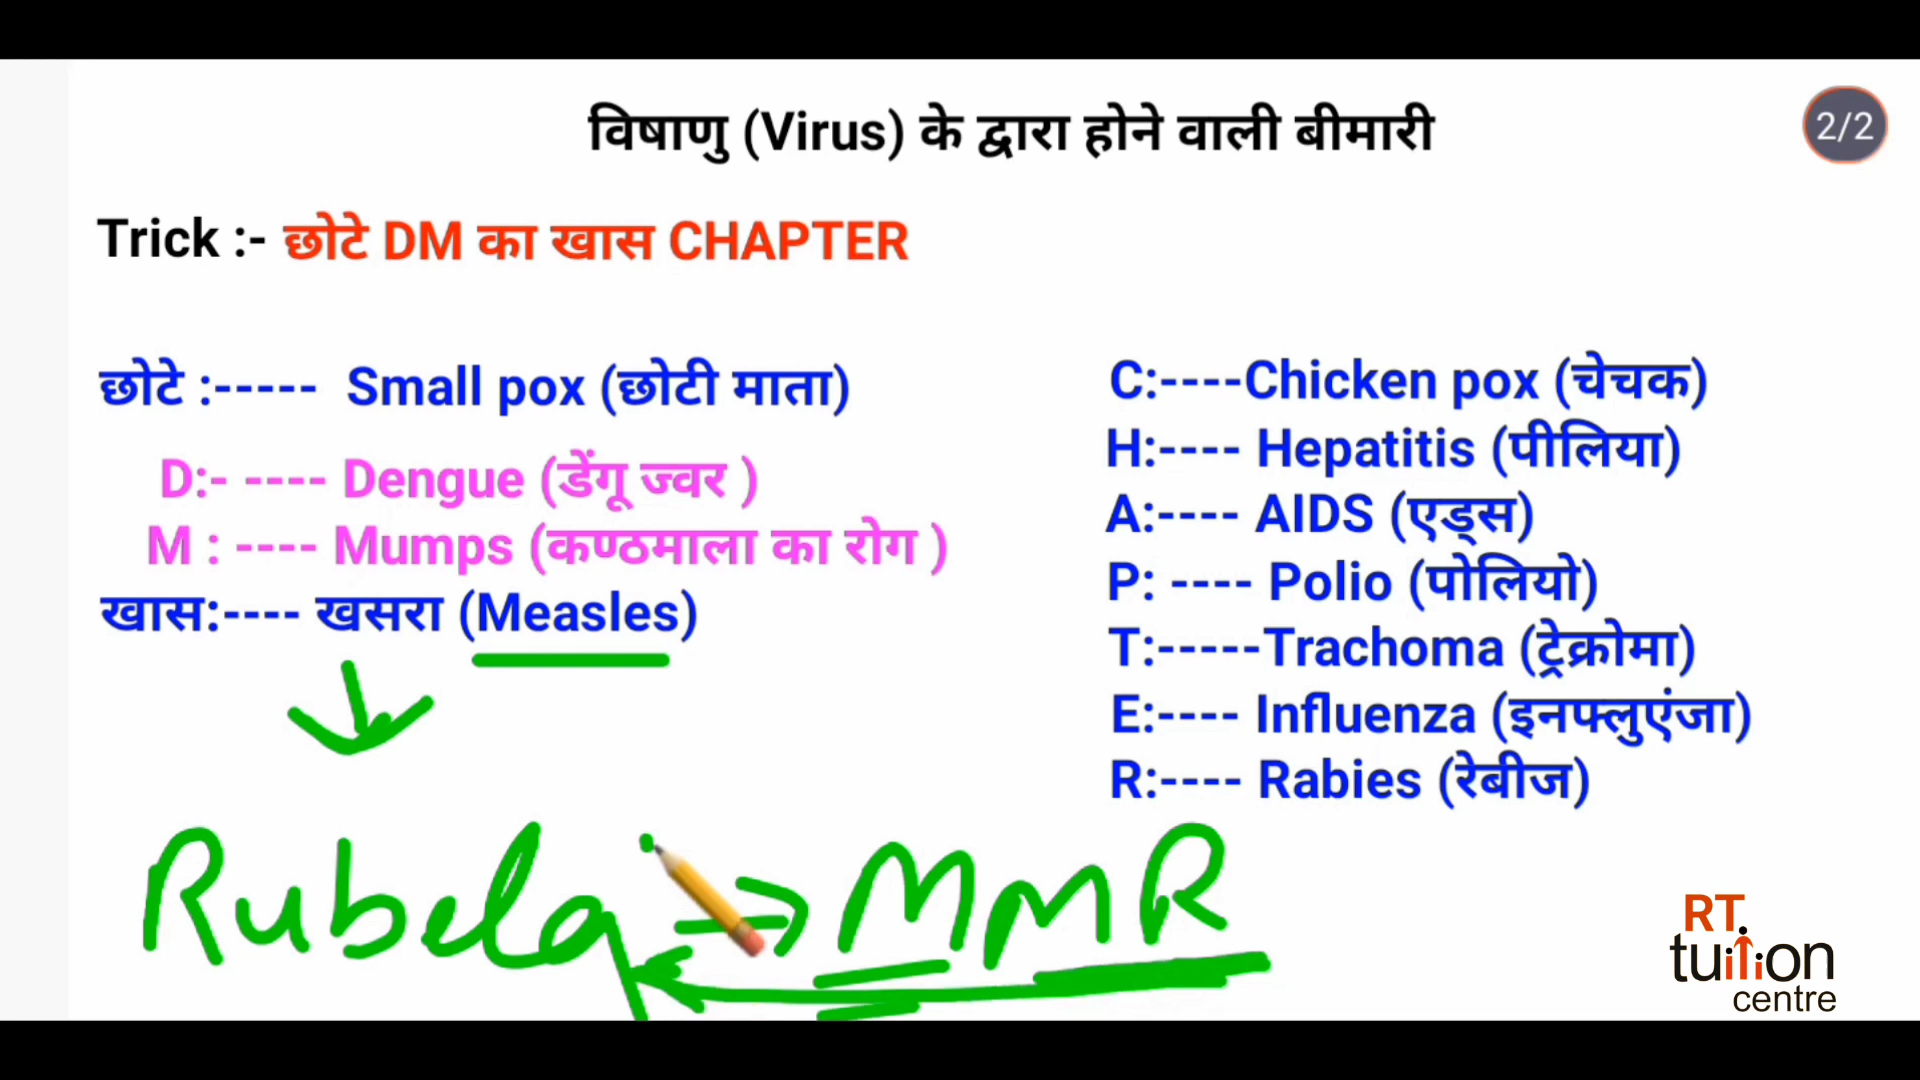 विषाणु (Virus) के द्वारा होने वाली बीमारी
2/2
Trick :- छोटे DM का खास CHAPTER
छोटे :----- Small pox (छोटी माता)
D:- ---- Dengue (डेंगू ज्वर )
M : ---- Mumps (कण्ठमाला का रोग )
खास:---- खसरा (Measles)
C:----Chicken pox (चेचक)
H:---- Hepatitis (पीलिया)
A:---- AIDS (एड्स)
P: ---- Polio (पोलियो)
T:-----Trachoma (ट्रेक्रोमा)
E:---- Influenza (इनफ्लुएंजा)
R:---- Rabies (रेबीज)
Rubela → MMR
RT
tuition
centre